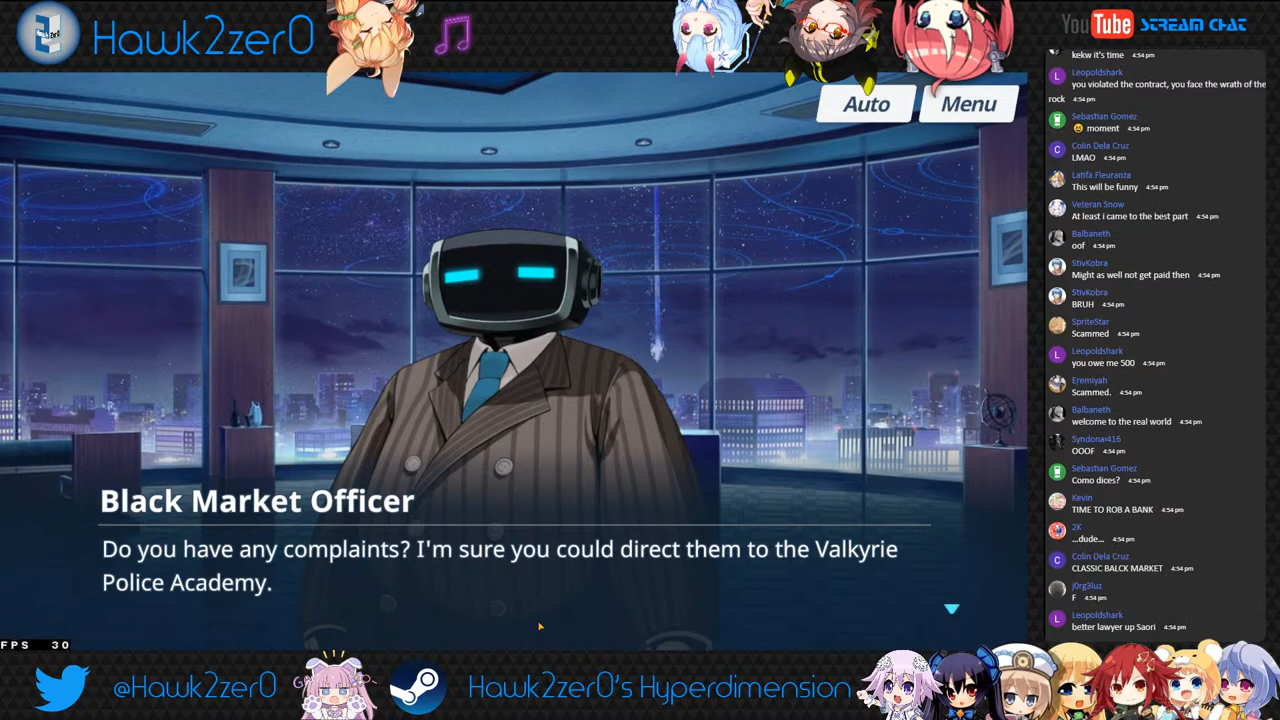 Hawk2zer0
You Tube STREAM CHAT
Auto
Menu
kekw it's time 4:54 pm
Leopoldshark
you violated the contract, you face the wrath of the
rock 4:54 pm
Sebastian Gomez
moment 4:54 pm
Colin Dela Cruz
LMAO 4:54 pm
Latifa Fleuranza
This will be funny 4:54 pm
Veteran Snow
At least i came to the best part 4:54 pm
Balbaneth
oof 4:54 pm
StivKobra
Might as well not get paid then 4:54 pm
StivKobra
BRUH 4:54 pm
SpriteStar
Scammed 4:54 pm
Leopoldshark
you owe me 500 4:54 pm
Eremiyah
Scammed. 4:54 pm
Balbaneth
welcome to the real world 4:54 pm
Syndonai416
OOOF 4:54 pm
Sebastian Gomez
Como dices? 4:54 pm
Kevin
TIME TO ROB A BANK 4:54 pm
2K
...dude... 4:54 pm
Colin Dela Cruz
CLASSIC BALCK MARKET 4:54 pm
j0rg3luz
F 4:54 pm
Leopoldshark
better lawyer up Saori 4:54 pm
Black Market Officer
Do you have any complaints? I'm sure you could direct them to the Valkyrie
Police Academy.
FPS 30
@Hawk2zer0
Hawk2zer0's Hyperdimension